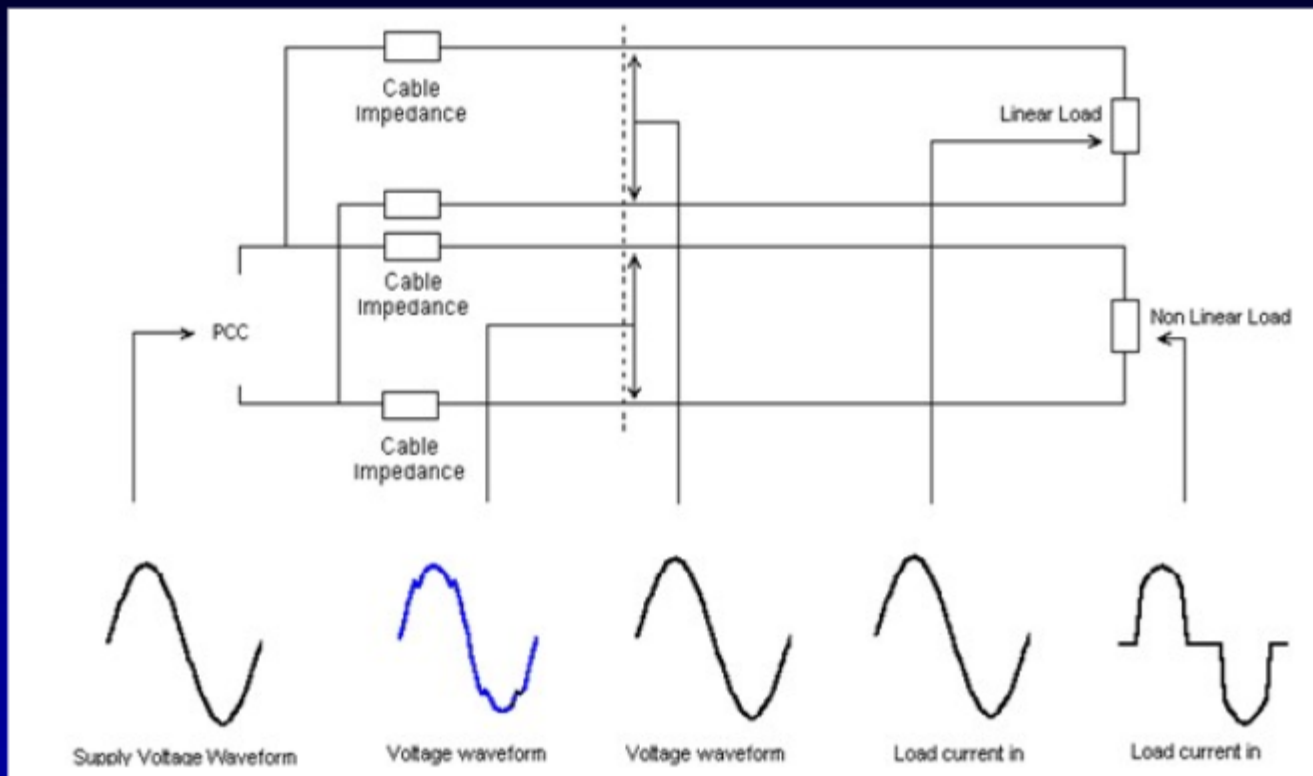 Cable
Impedance
Linear Load
Cable
Impedance
PCC
Non Linear Load
Cable
Impedance
Supply Voltage Waveform
Voltage waveform
Voltage waveform
Load current in
Load current in